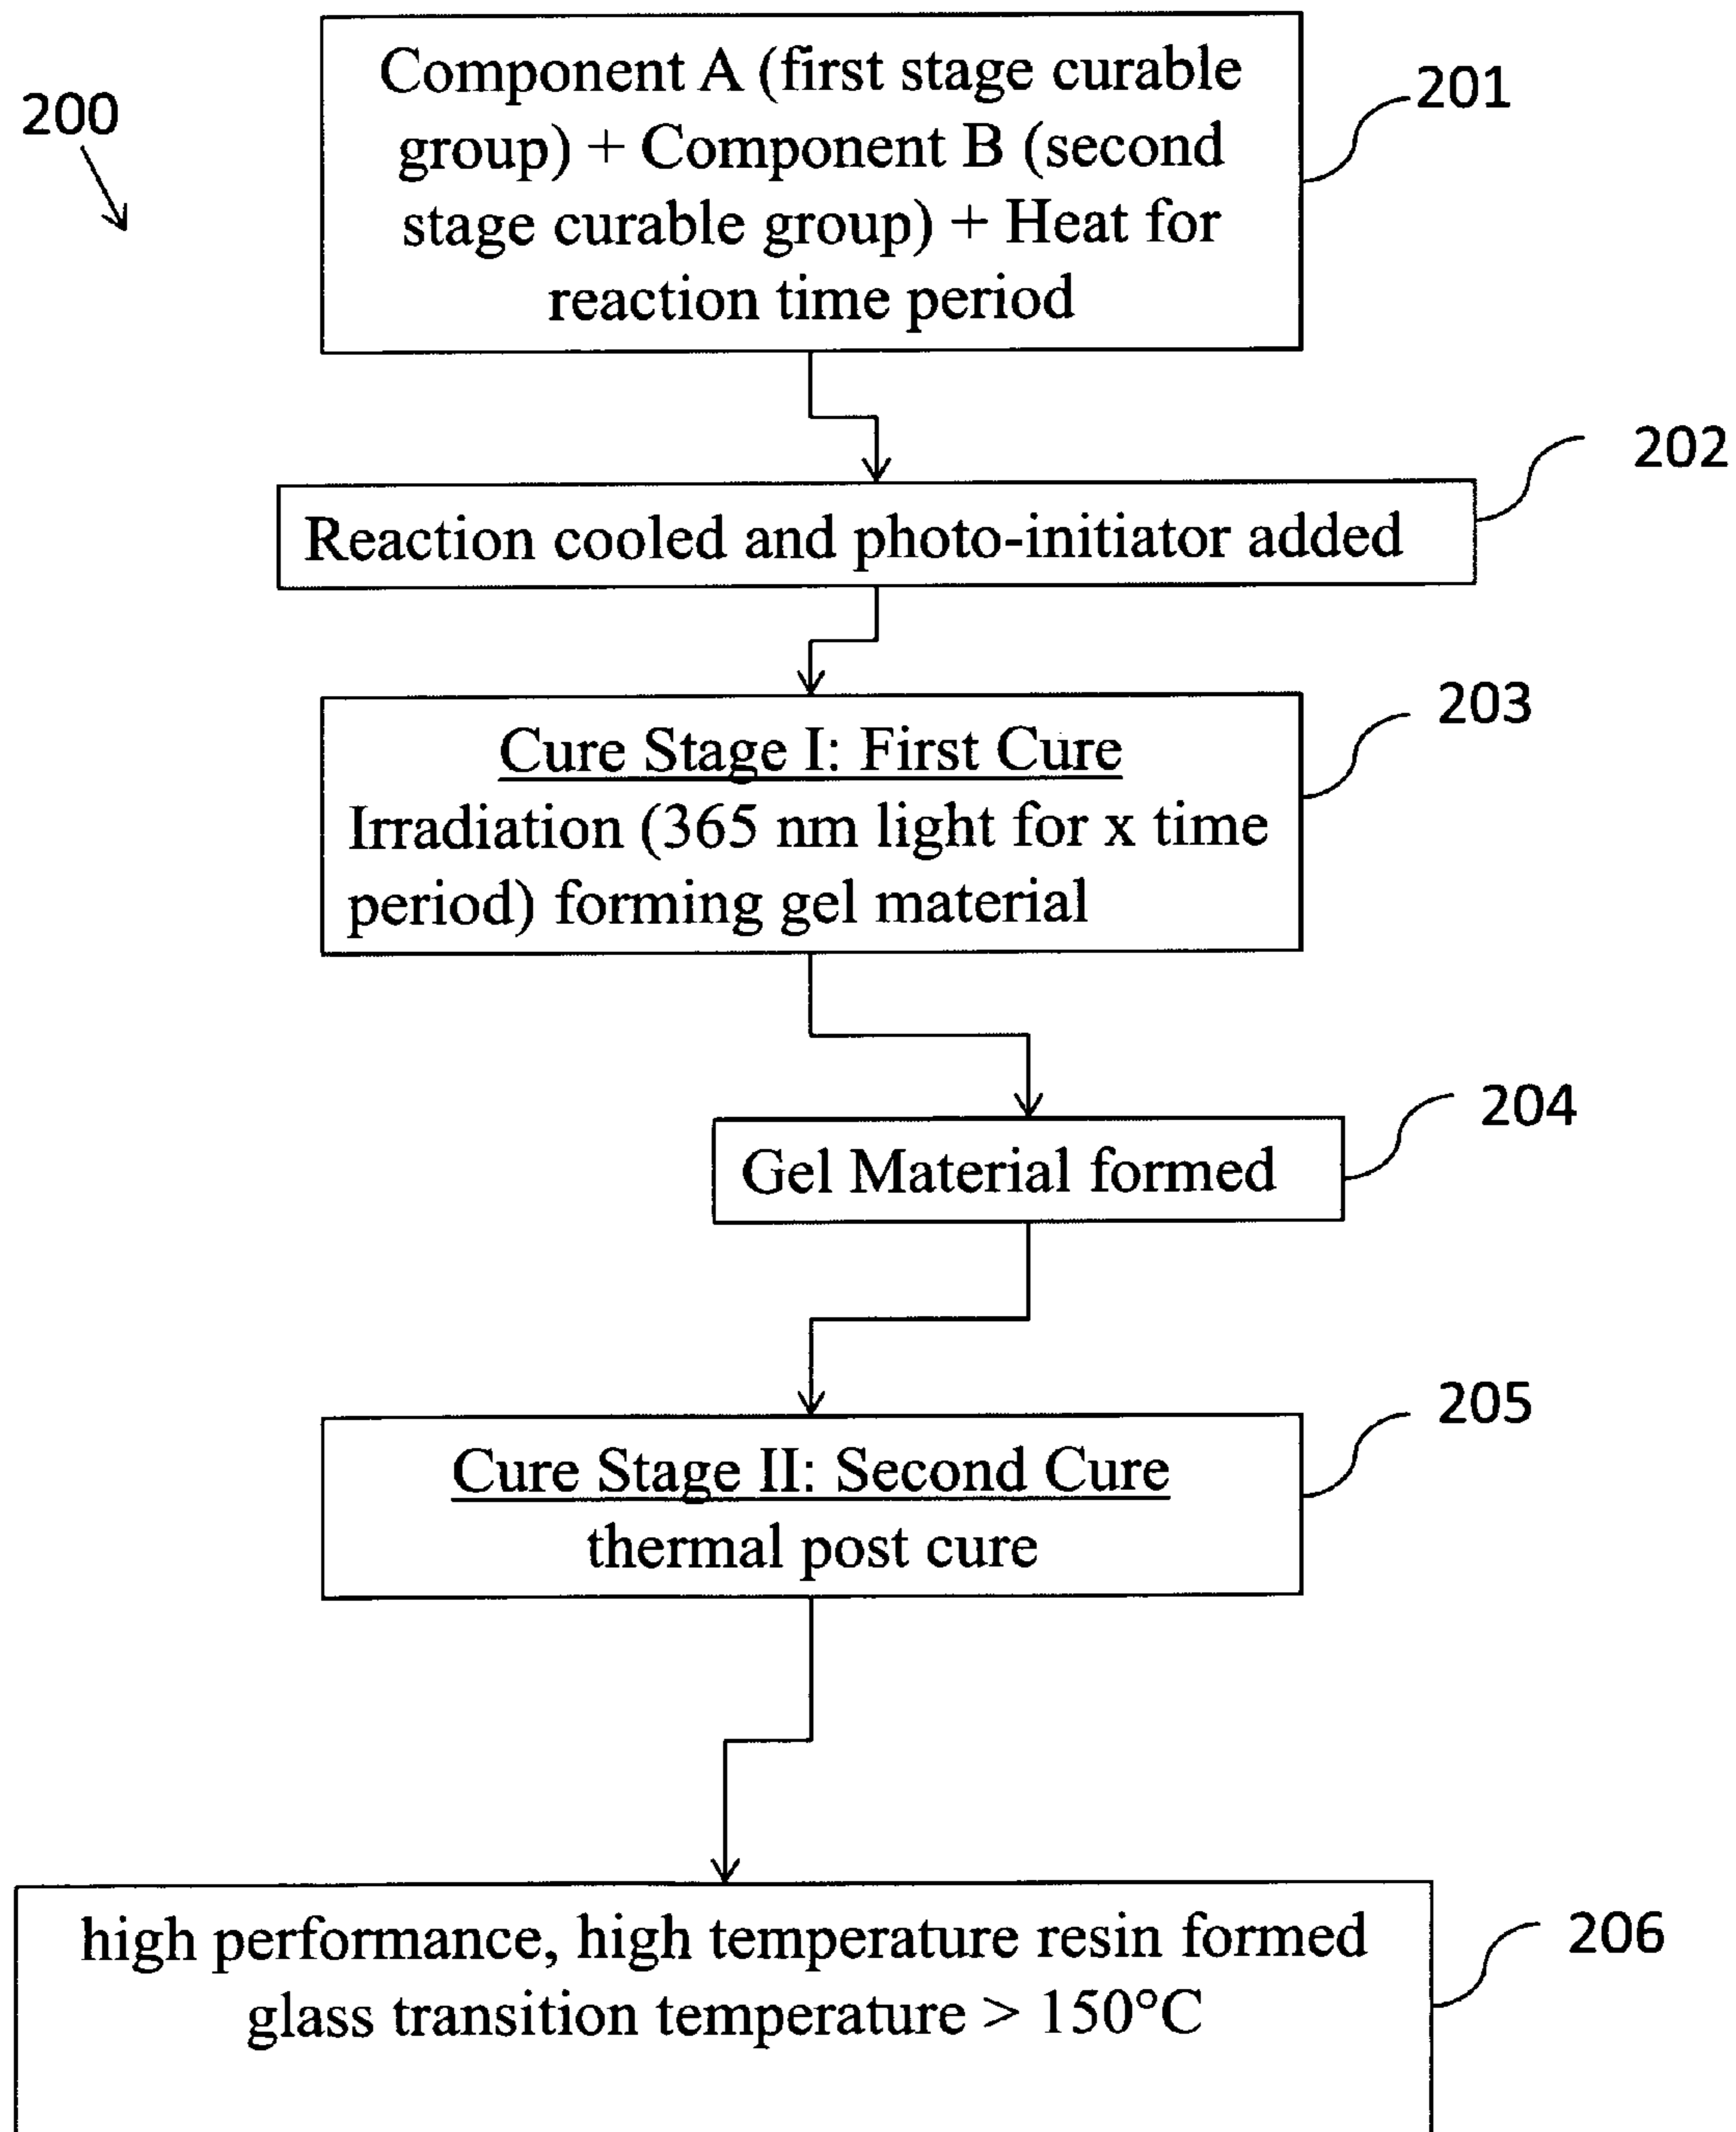 200
Component A (first stage curable
group) + Component B (second
stage curable group) + Heat for
reaction time period
201
Reaction cooled and photo-initiator added
202
Cure Stage I: First Cure
Irradiation (365 nm light for x time
period) forming gel material
203
Gel Material formed
204
Cure Stage II: Second Cure
thermal post cure
205
high performance, high temperature resin formed
glass transition temperature > 150°C
206